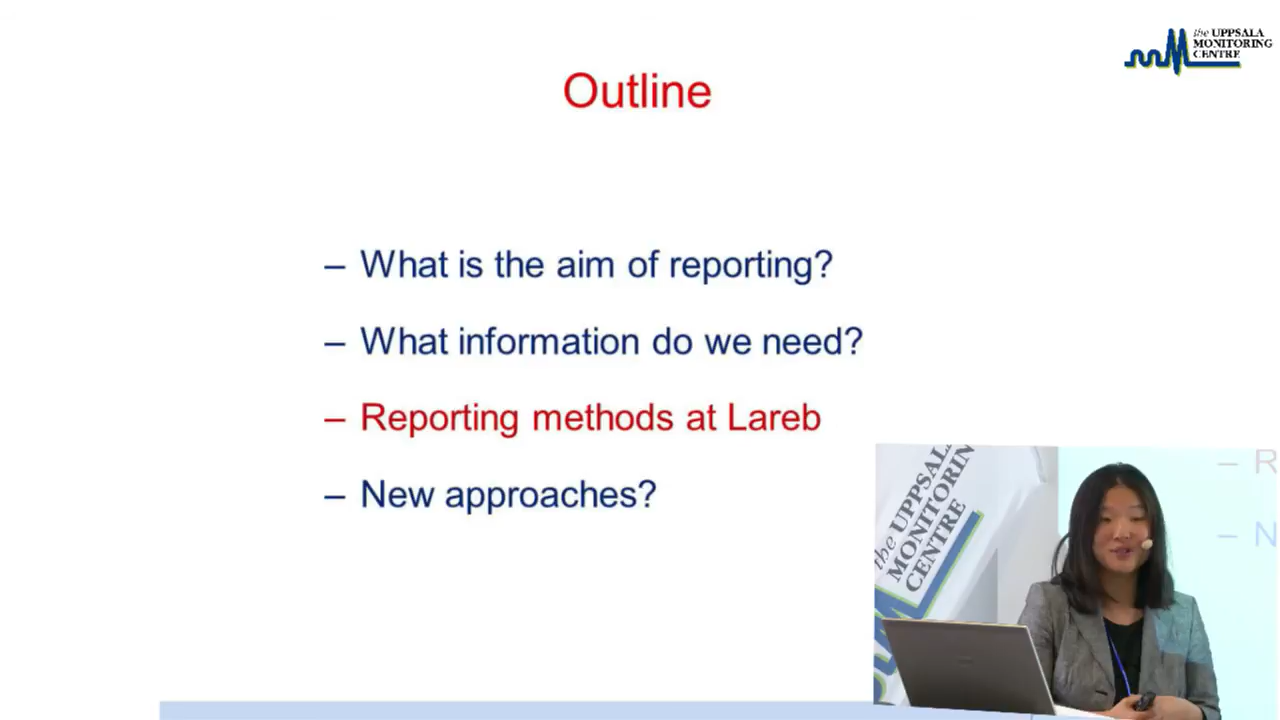 the UPPSALA
MONITORING
CENTRE
Outline
– What is the aim of reporting?
– What information do we need?
– Reporting methods at Lareb
– New approaches?
the UPPSALA
MONITORING
CENTRE
– R
– N